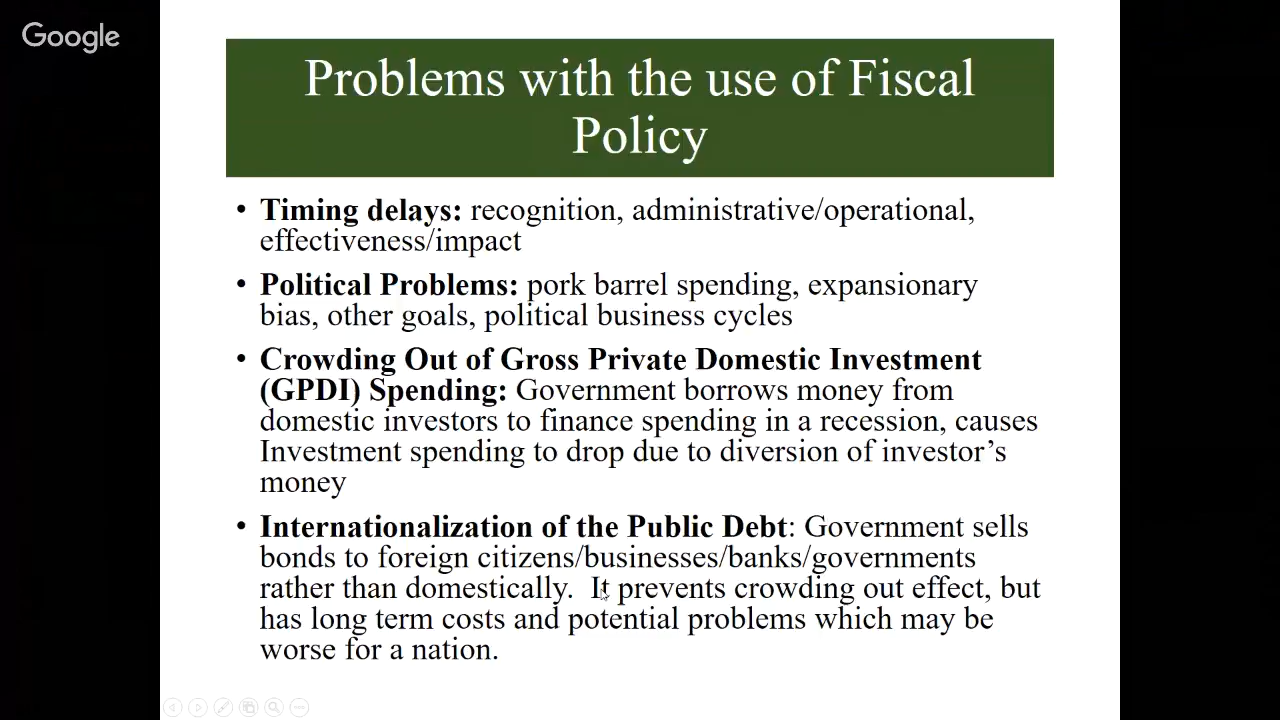 Google
Problems with the use of Fiscal
Policy
• Timing delays: recognition, administrative/operational,
effectiveness/impact
• Political Problems: pork barrel spending, expansionary
bias, other goals, political business cycles
• Crowding Out of Gross Private Domestic Investment
(GPDI) Spending: Government borrows money from
domestic investors to finance spending in a recession, causes
Investment spending to drop due to diversion of investor’s
money
• Internationalization of the Public Debt: Government sells
bonds to foreign citizens/businesses/banks/governments
rather than domestically.  It prevents crowding out effect, but
has long term costs and potential problems which may be
worse for a nation.